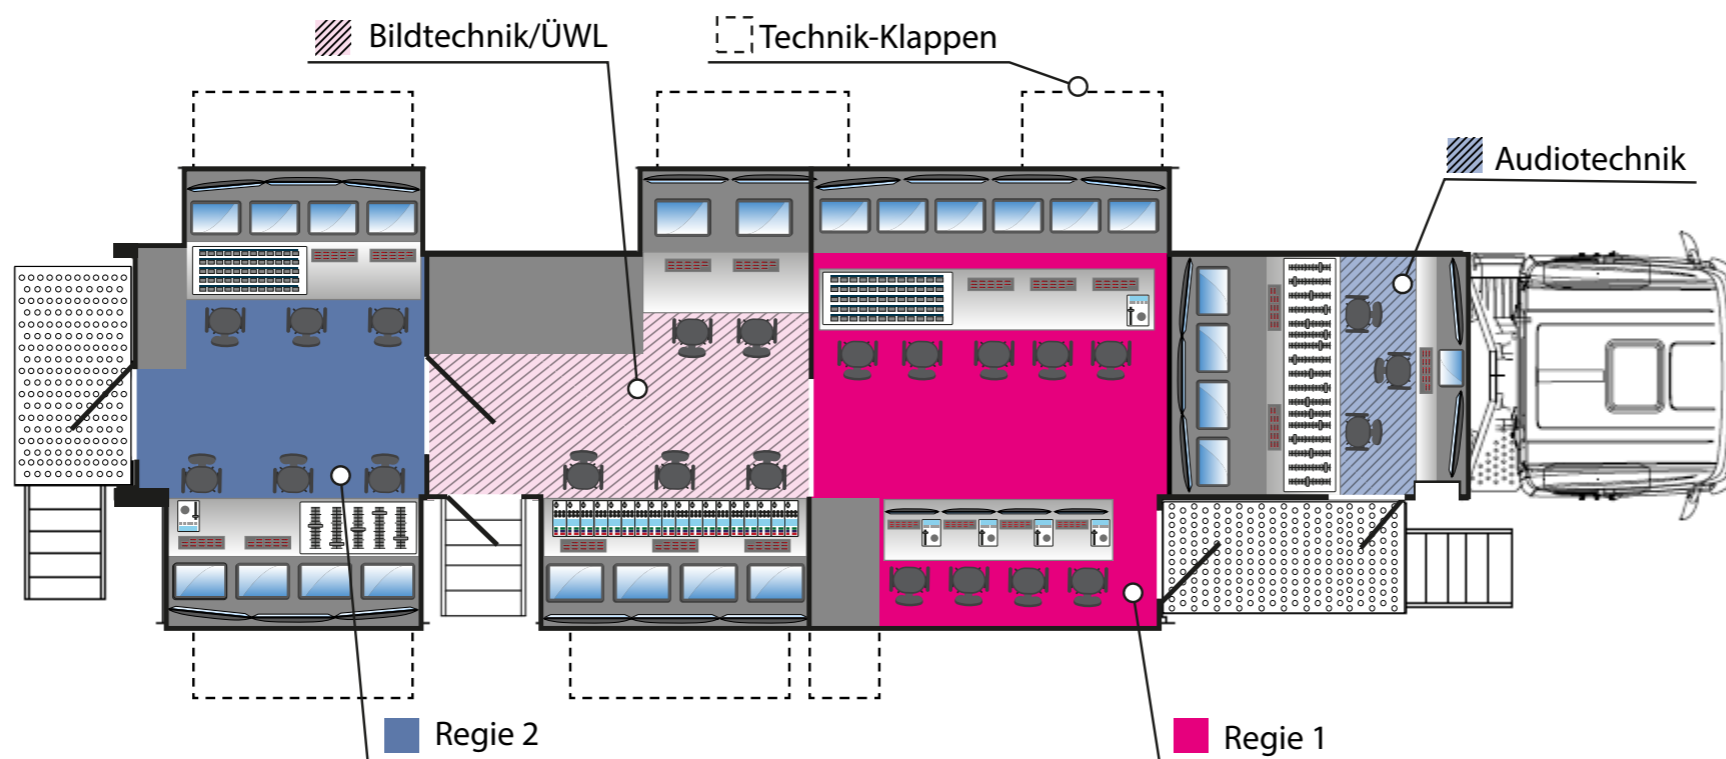 Bildtechnik/ÜWL
Technik-Klappen
Audiotechnik
Regie 2
Regie 1